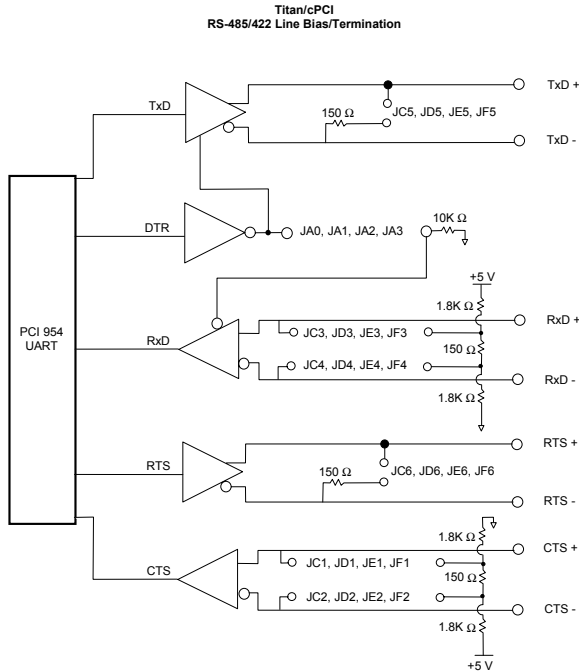 Titan/cPCI
RS-485/422 Line Bias/Termination
TxD
TxD +
150 Ω
JC5, JD5, JE5, JF5
TxD -
DTR
JA0, JA1, JA2, JA3
10K Ω
+5 V
1.8K Ω
PCI 954
UART
RxD
RxD +
JC3, JD3, JE3, JF3
150 Ω
JC4, JD4, JE4, JF4
RxD -
1.8K Ω
RTS
RTS +
150 Ω
JC6, JD6, JE6, JF6
RTS -
1.8K Ω
CTS
CTS +
JC1, JD1, JE1, JF1
150 Ω
JC2, JD2, JE2, JF2
CTS -
1.8K Ω
+5 V